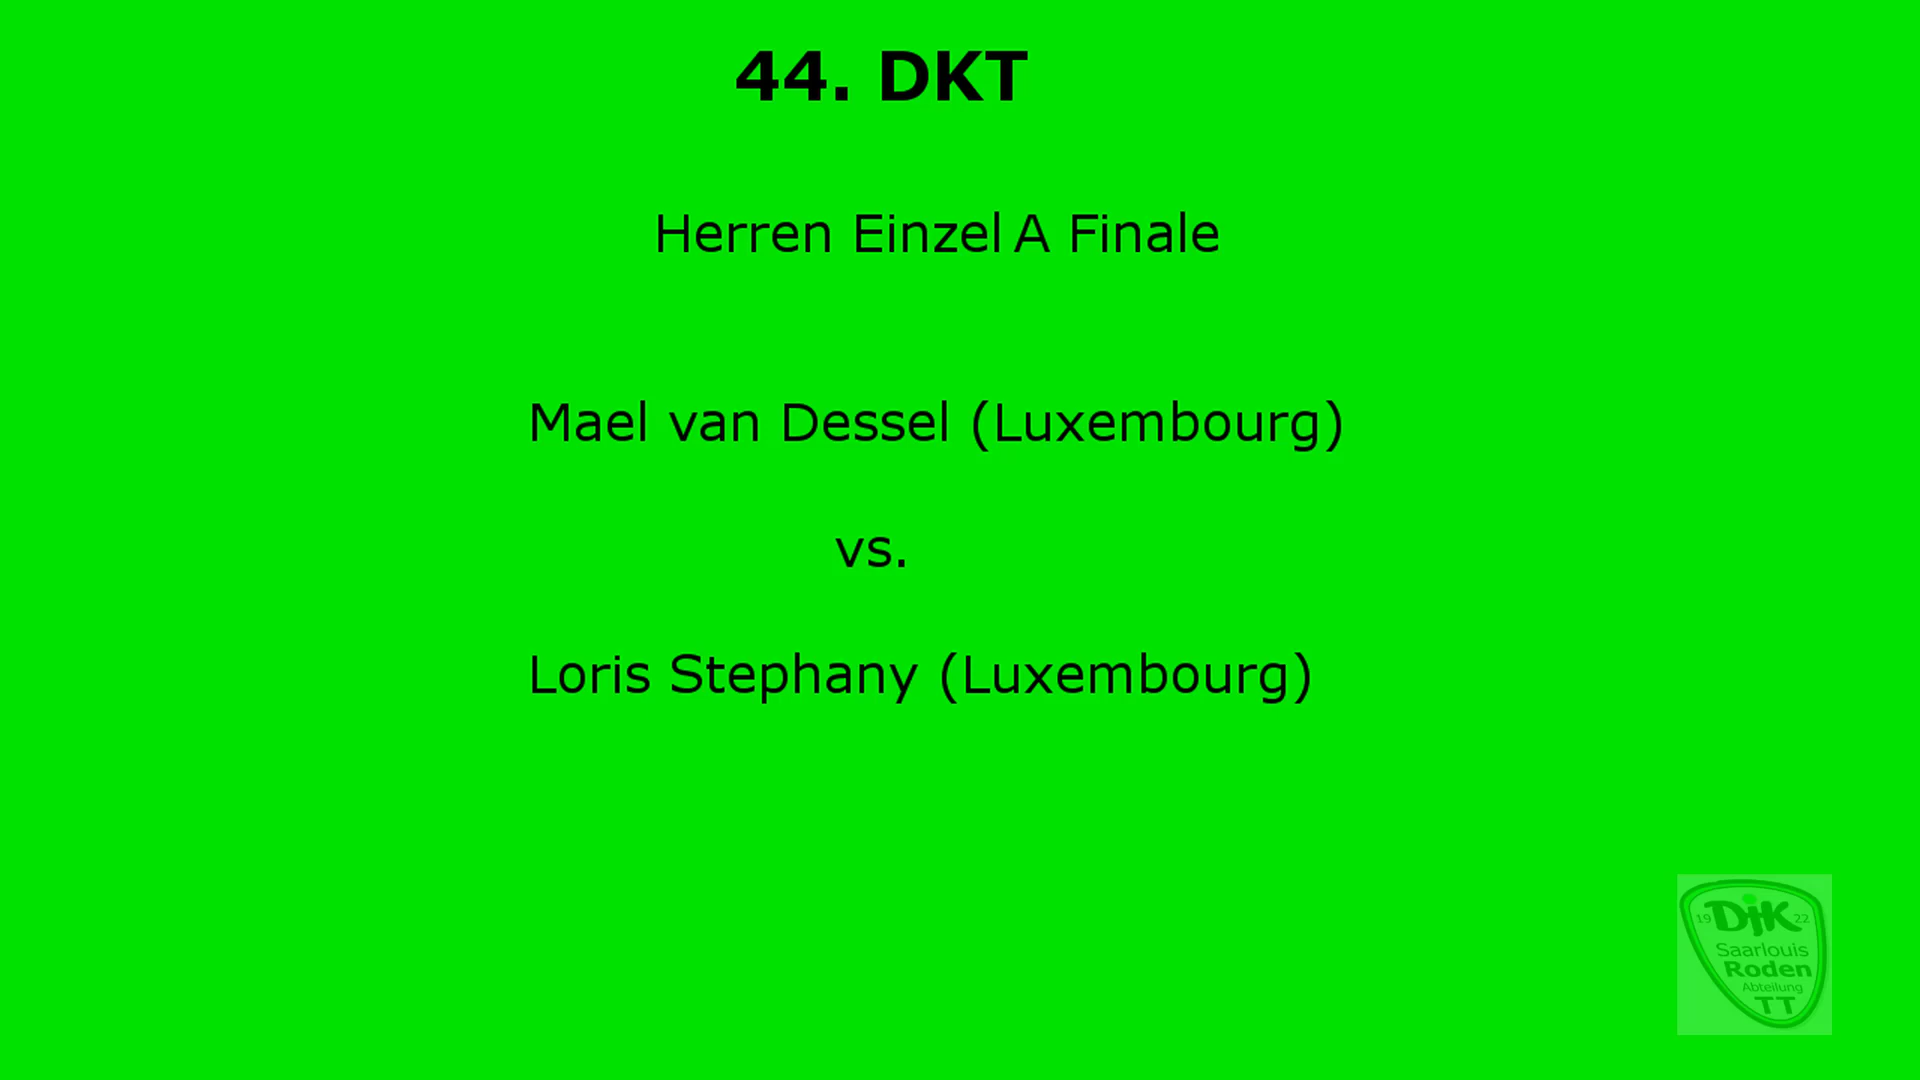 44. DKT
Herren Einzel A Finale
Mael van Dessel (Luxembourg)
vs.
Loris Stephany (Luxembourg)
19 DJK 22
Saarlouis
Roden
Abteilung
TT